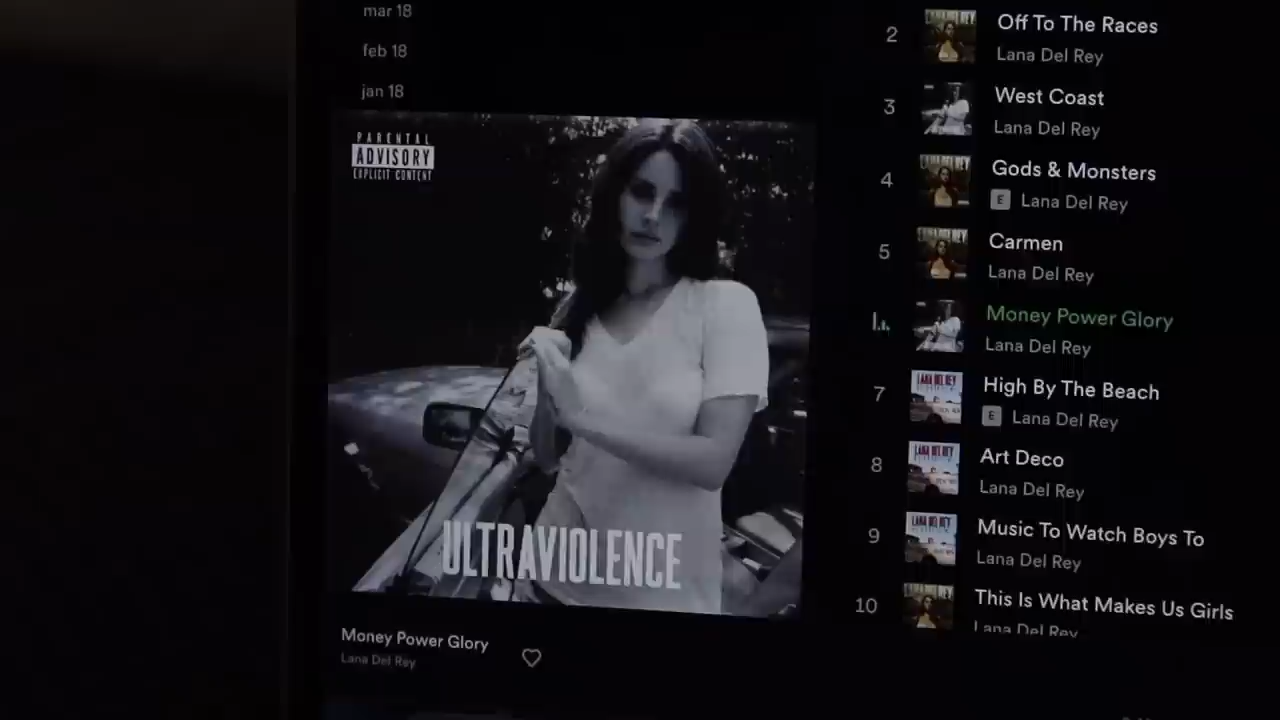 mar 18
feb 18
jan 18
PARENTAL
ADVISORY
EXPLICIT CONTENT
ULTRAVIOLENCE
Money Power Glory
Lana Del Rey
2
Off To The Races
Lana Del Rey
3
West Coast
Lana Del Rey
4
Gods & Monsters
E Lana Del Rey
5
Carmen
Lana Del Rey
Money Power Glory
Lana Del Rey
7
High By The Beach
E Lana Del Rey
8
Art Deco
Lana Del Rey
9
Music To Watch Boys To
Lana Del Rey
10
This Is What Makes Us Girls
Lana Del Rey